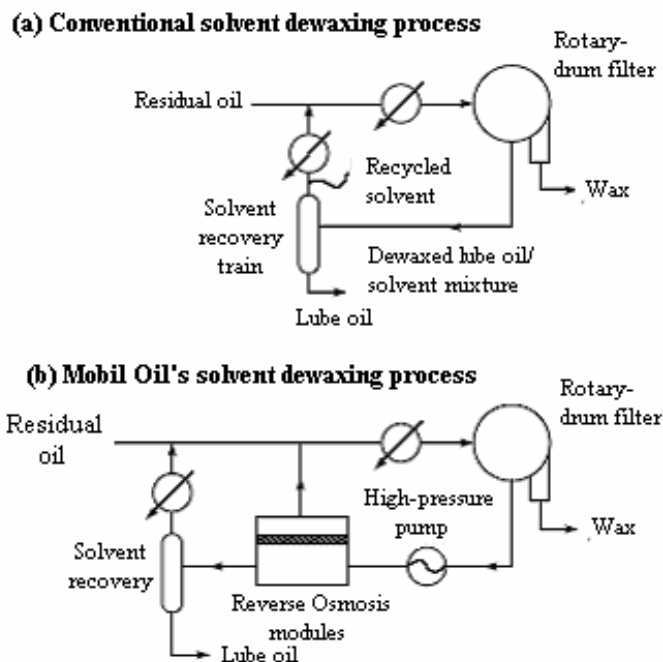 (a) Conventional solvent dewaxing process
Rotary-
drum filter
Residual oil
Recycled
solvent
Wax
Solvent
recovery
train
Dewaxed lube oil/
solvent mixture
Lube oil
(b) Mobil Oil's solvent dewaxing process
Rotary-
drum filter
Residual
oil
High-pressure
pump
Wax
Solvent
recovery
Reverse Osmosis
modules
Lube oil